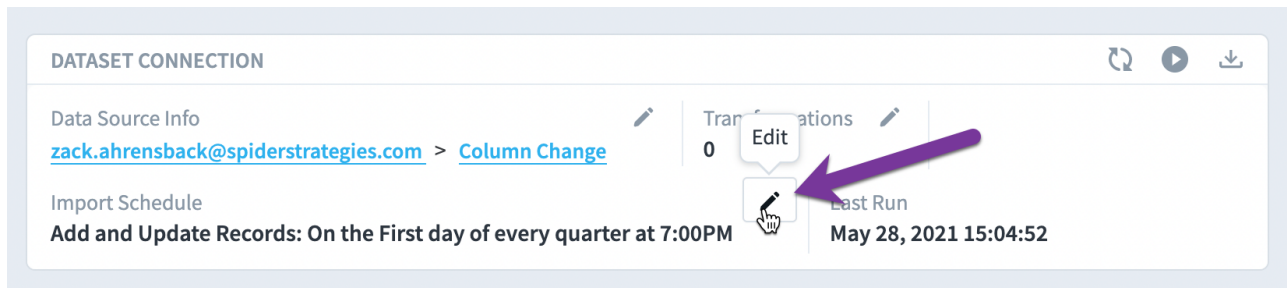 DATASET CONNECTION
Data Source Info
zack.ahrensback@spiderstrategies.com > Column Change
Edit
0
Import Schedule
Add and Update Records: On the First day of every quarter at 7:00PM
Last Run
May 28, 2021 15:04:52